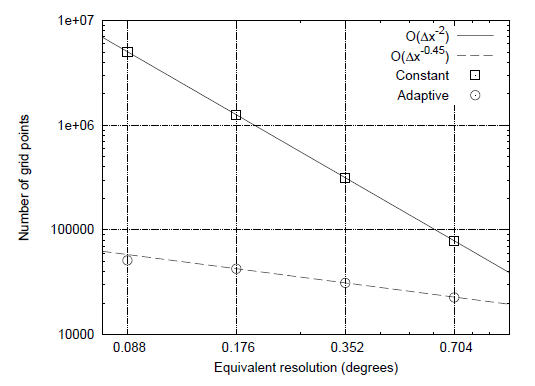 1e+07
1e+06
100000
10000
Number of grid points
O(Δx^-2)
O(Δx^-0.45)
Constant
Adaptive
0.088 0.176 0.352 0.704
Equivalent resolution (degrees)